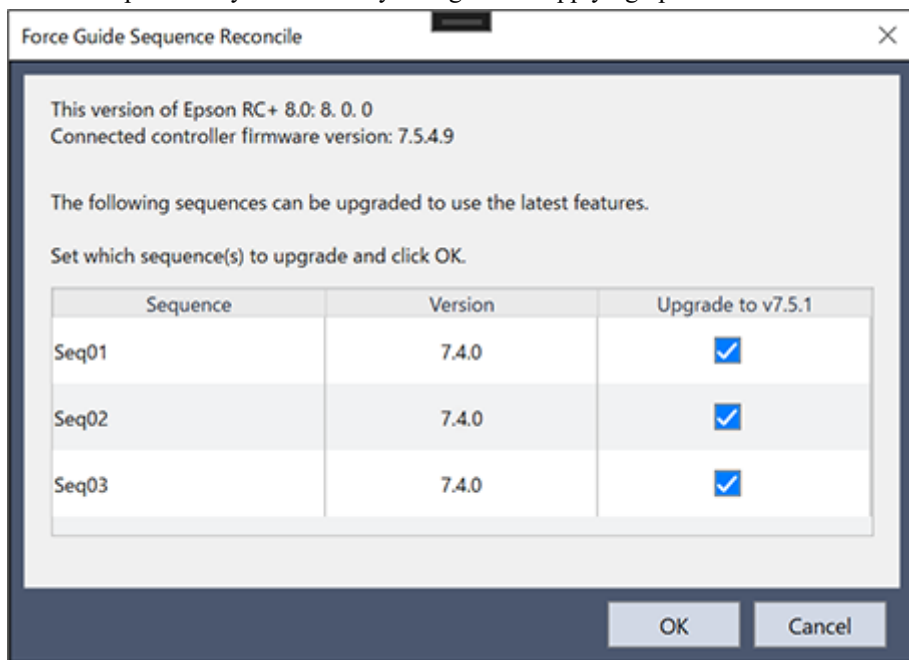 Force Guide Sequence Reconcile
This version of Epson RC+ 8.0: 8. 0. 0
Connected controller firmware version: 7.5.4.9
The following sequences can be upgraded to use the latest features.
Set which sequence(s) to upgrade and click OK.
Sequence Version Upgrade to v7.5.1
Seq01 7.4.0
Seq02 7.4.0
Seq03 7.4.0
OK Cancel